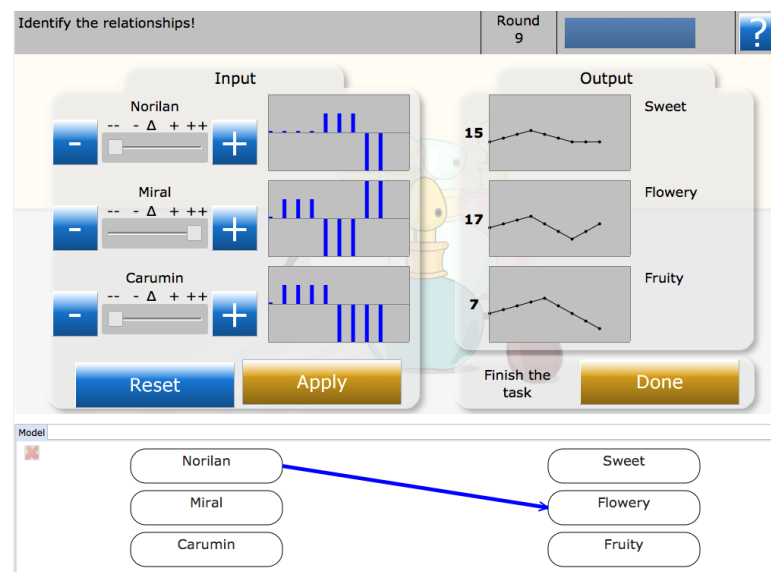 Identify the relationships!
Round
9
?
Input
Norilan
-- - Δ + ++
- +
Miral
-- - Δ + ++
- +
Carumin
-- - Δ + ++
- +
Reset
Apply
Output
Sweet
15
Flowery
17
Fruity
7
Finish the
task
Done
Model
Norilan
Sweet
Miral
Flowery
Carumin
Fruity